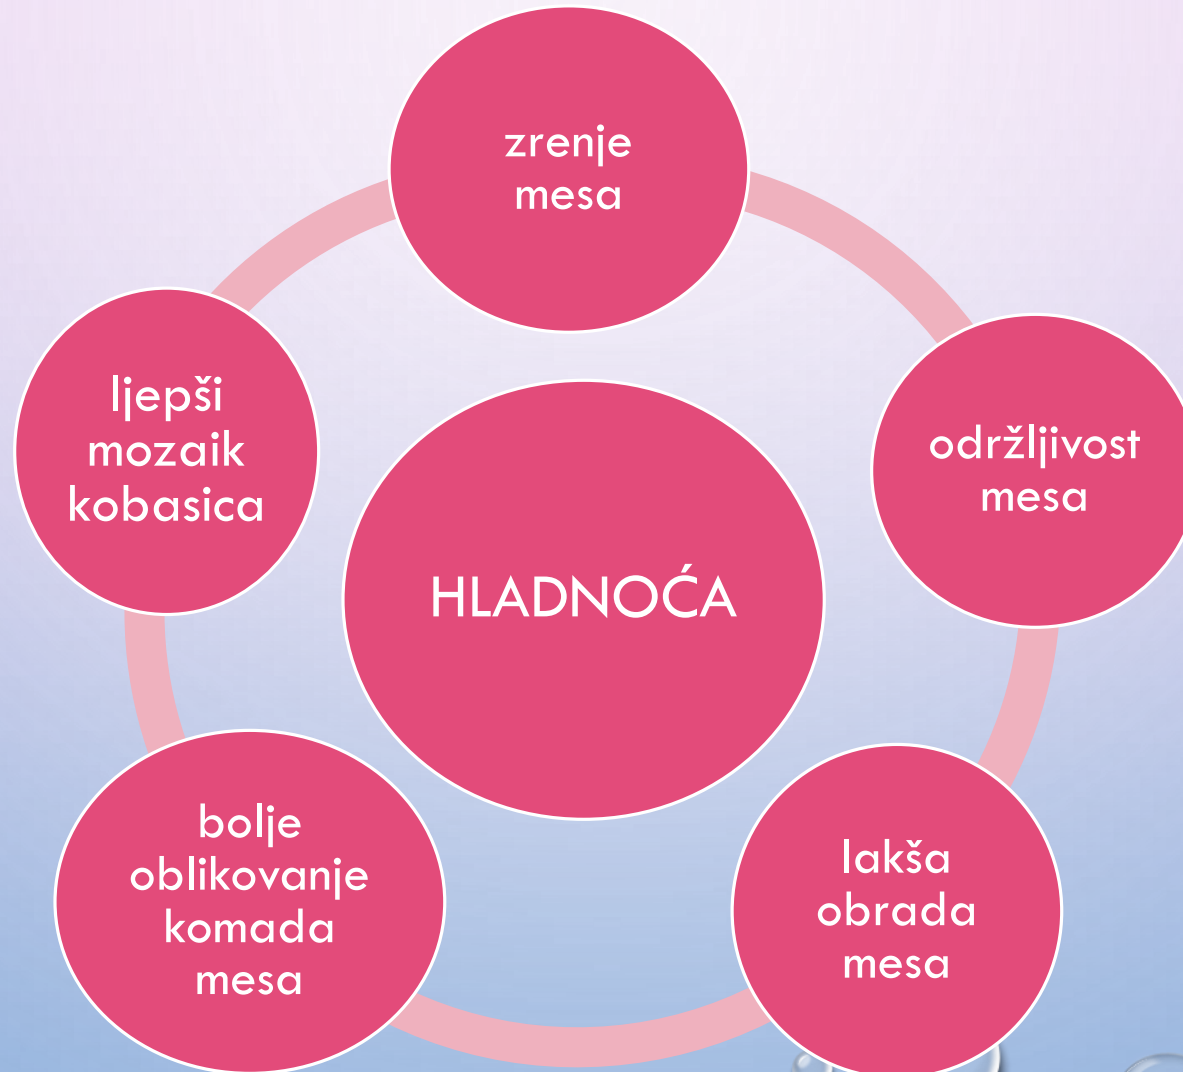 zrenje
mesa
održljivost
mesa
lakša
obrada
mesa
bolje
oblikovanje
komada
mesa
ljepši
mozaik
kobasica
HLADNOĆA